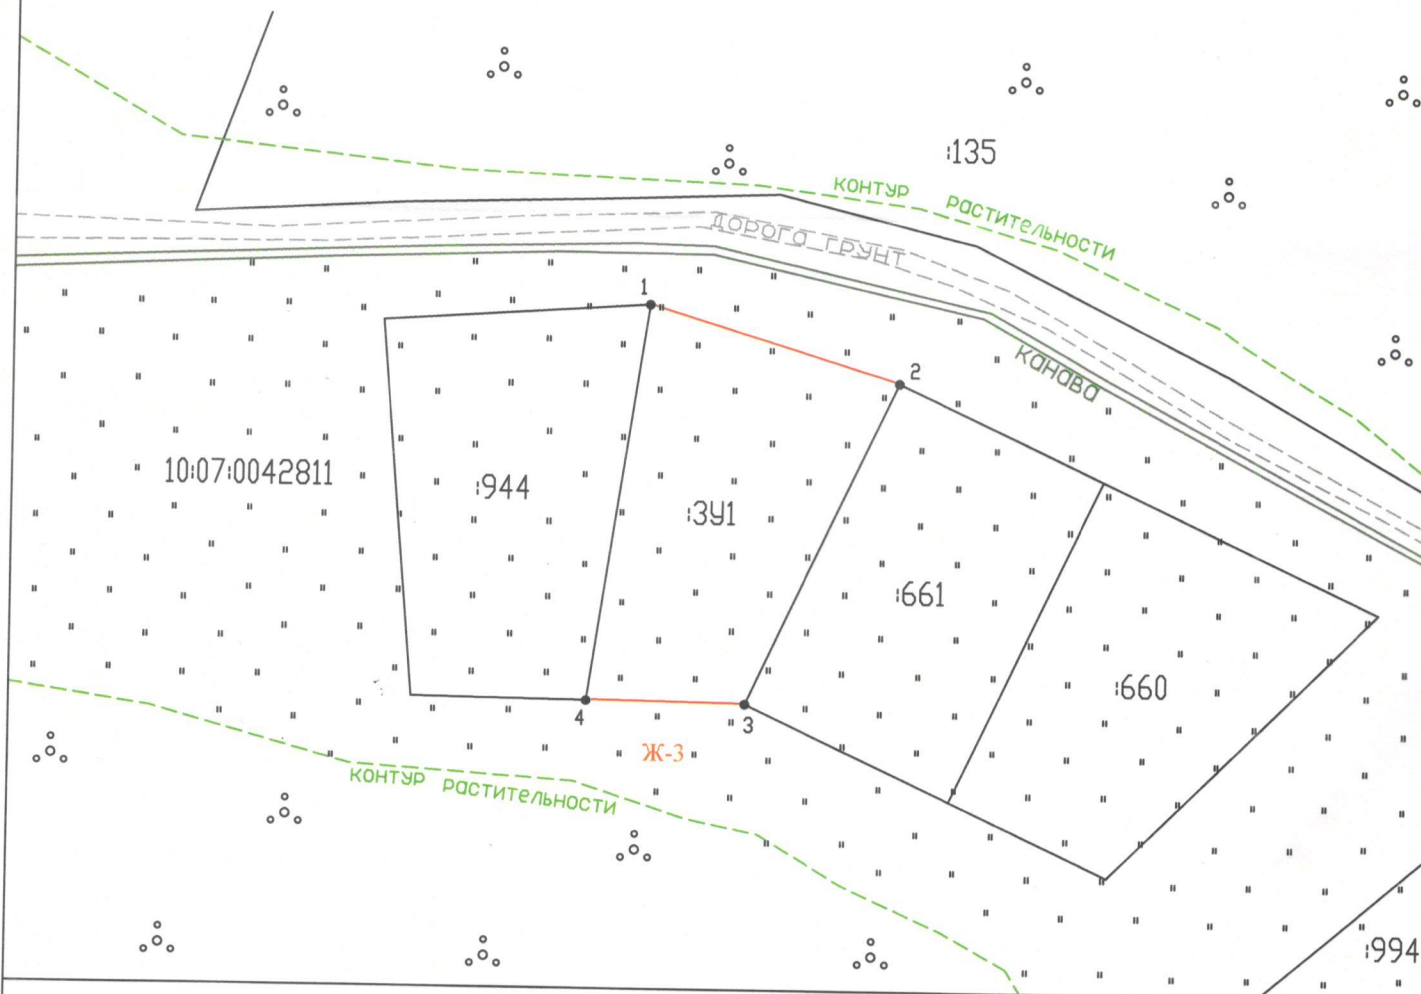 :135
контур растительности
дорога грунт
канава
1
2
10:07:0042811
:944
:ЗУ1
:661
:660
4
3
Ж-3
контур растительности
:994